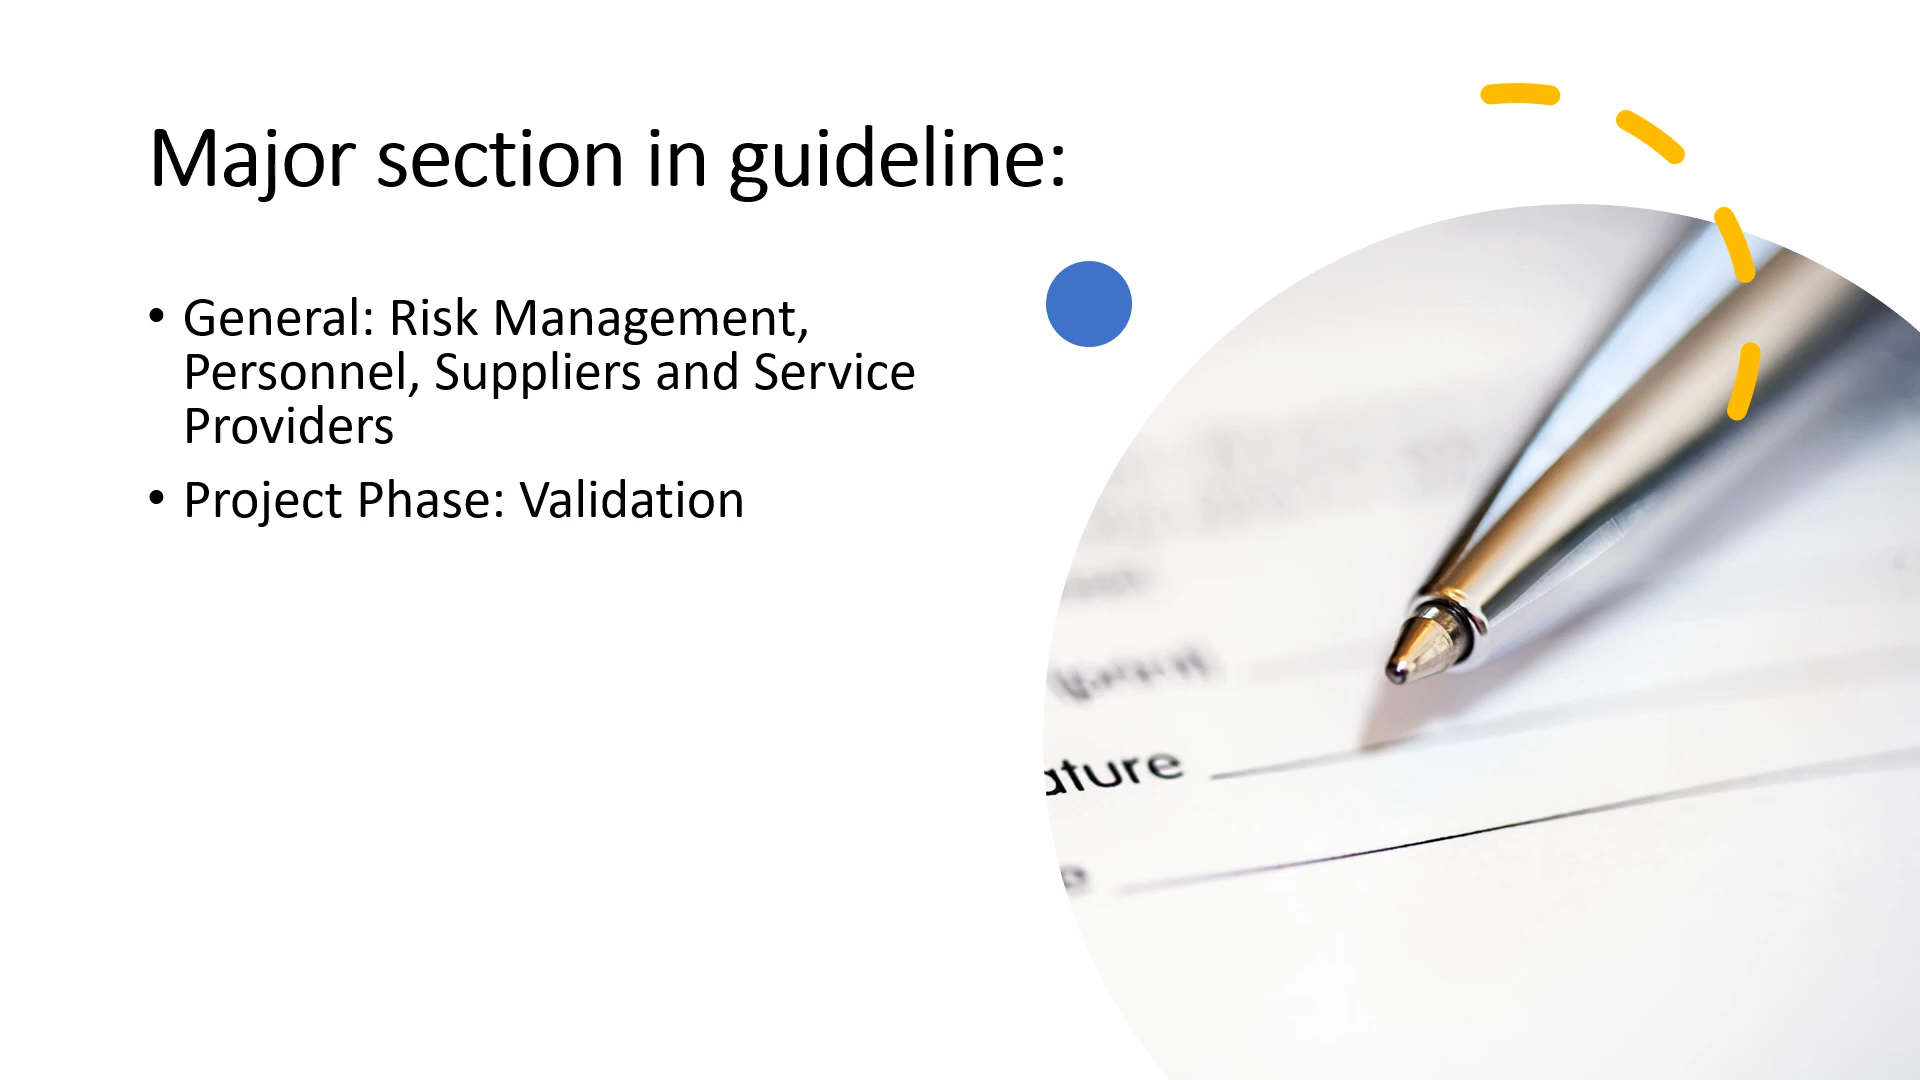 Major section in guideline:
• General: Risk Management,
Personnel, Suppliers and Service
Providers
• Project Phase: Validation
ature